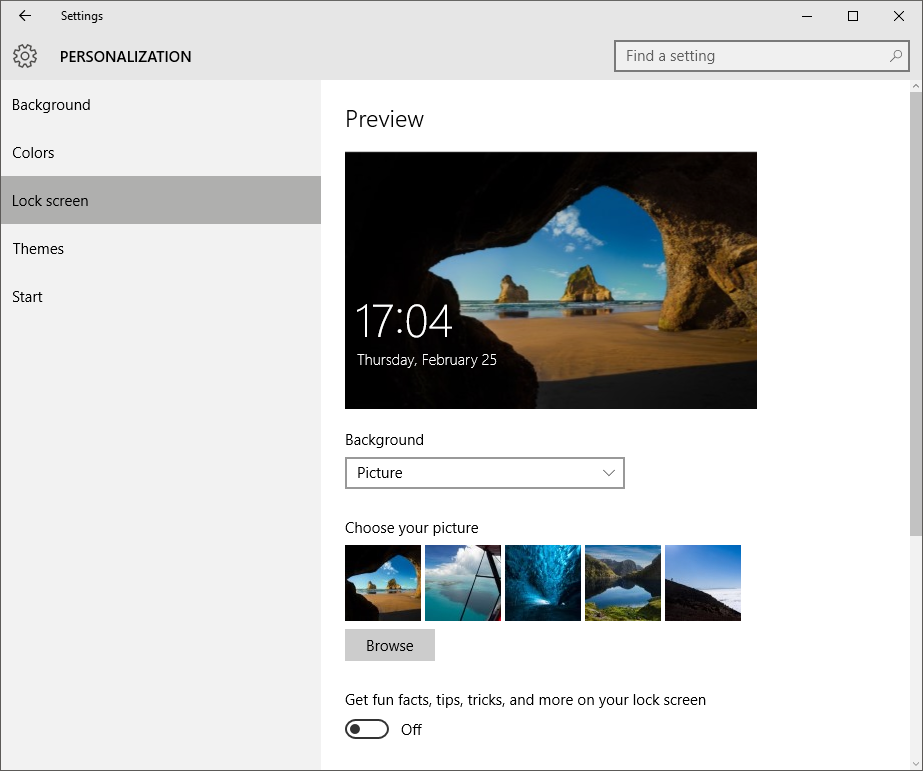 Settings
PERSONALIZATION
Find a setting
Background
Colors
Lock screen
Themes
Start
Preview
17:04
Thursday, February 25
Background
Picture
Choose your picture
Browse
Get fun facts, tips, tricks, and more on your lock screen
Off